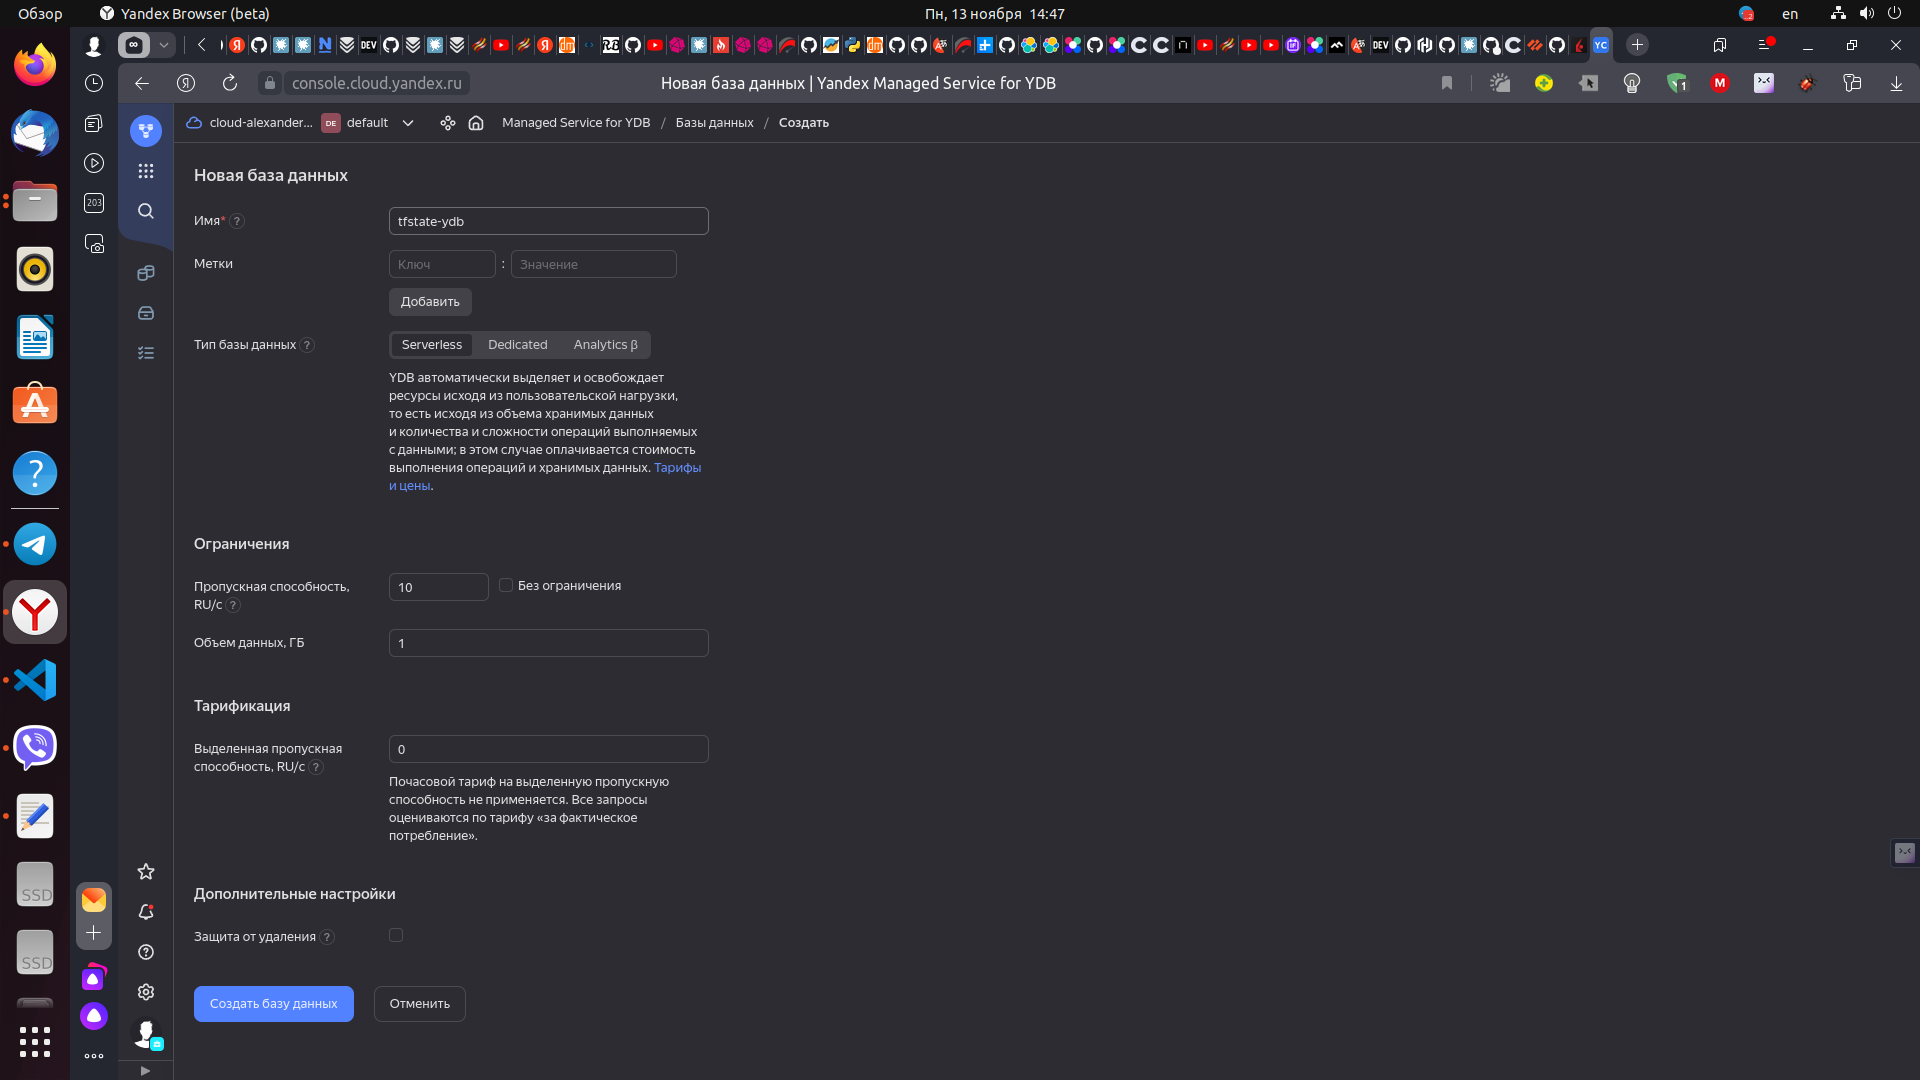 Обзор
Yandex Browser (beta)
Пн, 13 ноября 14:47
en
console.cloud.yandex.ru
Новая база данных | Yandex Managed Service for YDB
cloud-alexander...
DE
default
Managed Service for YDB / Базы данных / Создать
203
Новая база данных
Имя* ?
tfstate-ydb
Метки
Ключ : Значение
Добавить
Тип базы данных ?
Serverless Dedicated Analytics β
YDB автоматически выделяет и освобождает
ресурсы исходя из пользовательской нагрузки,
то есть исходя из объема хранимых данных
и количества и сложности операций выполняемых
с данными; в этом случае оплачивается стоимость
выполнения операций и хранимых данных. Тарифы
и цены.
Ограничения
Пропускная способность,
RU/с ?
10
Без ограничения
Объем данных, ГБ
1
Тарификация
Выделенная пропускная
способность, RU/с ?
0
Почасовой тариф на выделенную пропускную
способность не применяется. Все запросы
оцениваются по тарифу «за фактическое
потребление».
Дополнительные настройки
Защита от удаления ?
Создать базу данных
Отменить
SSD
SSD